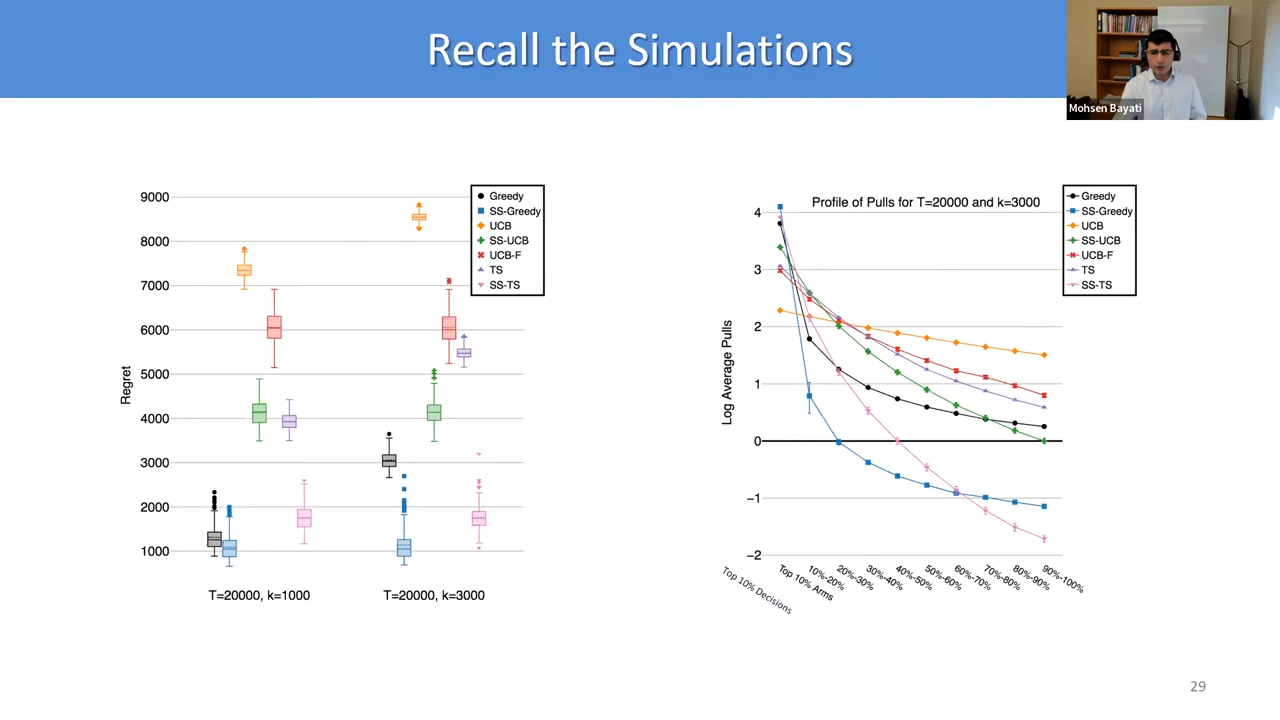 Recall the Simulations
Mohsen Bayati
9000
8000
7000
6000
5000
4000
3000
2000
1000
Regret
T=20000, k=1000
T=20000, k=3000
Greedy
SS-Greedy
UCB
SS-UCB
UCB-F
TS
SS-TS
Profile of Pulls for T=20000 and k=3000
4
3
2
1
0
−1
−2
Log Average Pulls
Top 10% Decisions
Top 10% Arms
10%-20%
20%-30%
30%-40%
40%-50%
50%-60%
60%-70%
70%-80%
80%-90%
90%-100%
Greedy
SS-Greedy
UCB
SS-UCB
UCB-F
TS
SS-TS
29